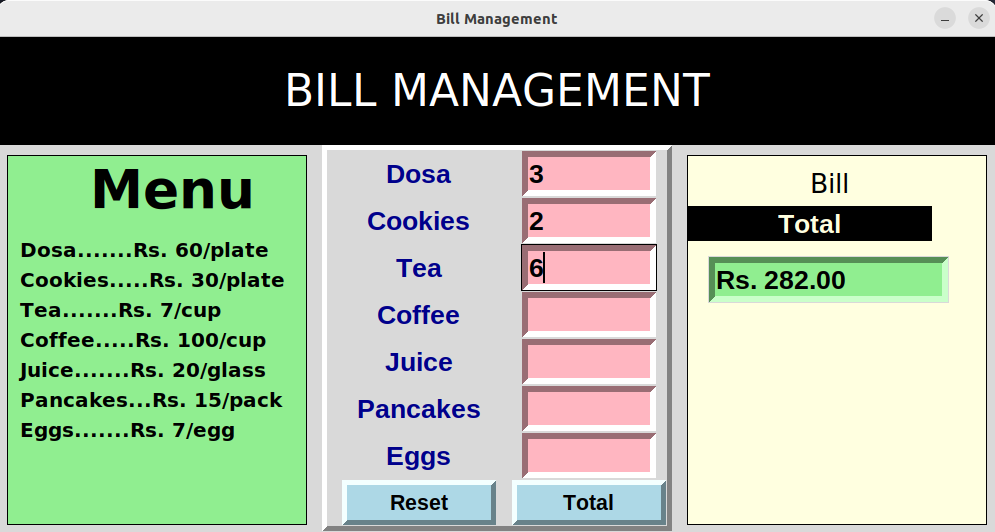 Bill Management
BILL MANAGEMENT
Menu
Dosa.......Rs. 60/plate
Cookies.....Rs. 30/plate
Tea.......Rs. 7/cup
Coffee.....Rs. 100/cup
Juice.......Rs. 20/glass
Pancakes...Rs. 15/pack
Eggs.......Rs. 7/egg
Dosa 3
Cookies 2
Tea 6
Coffee
Juice
Pancakes
Eggs
Reset Total
Bill
Total
Rs. 282.00